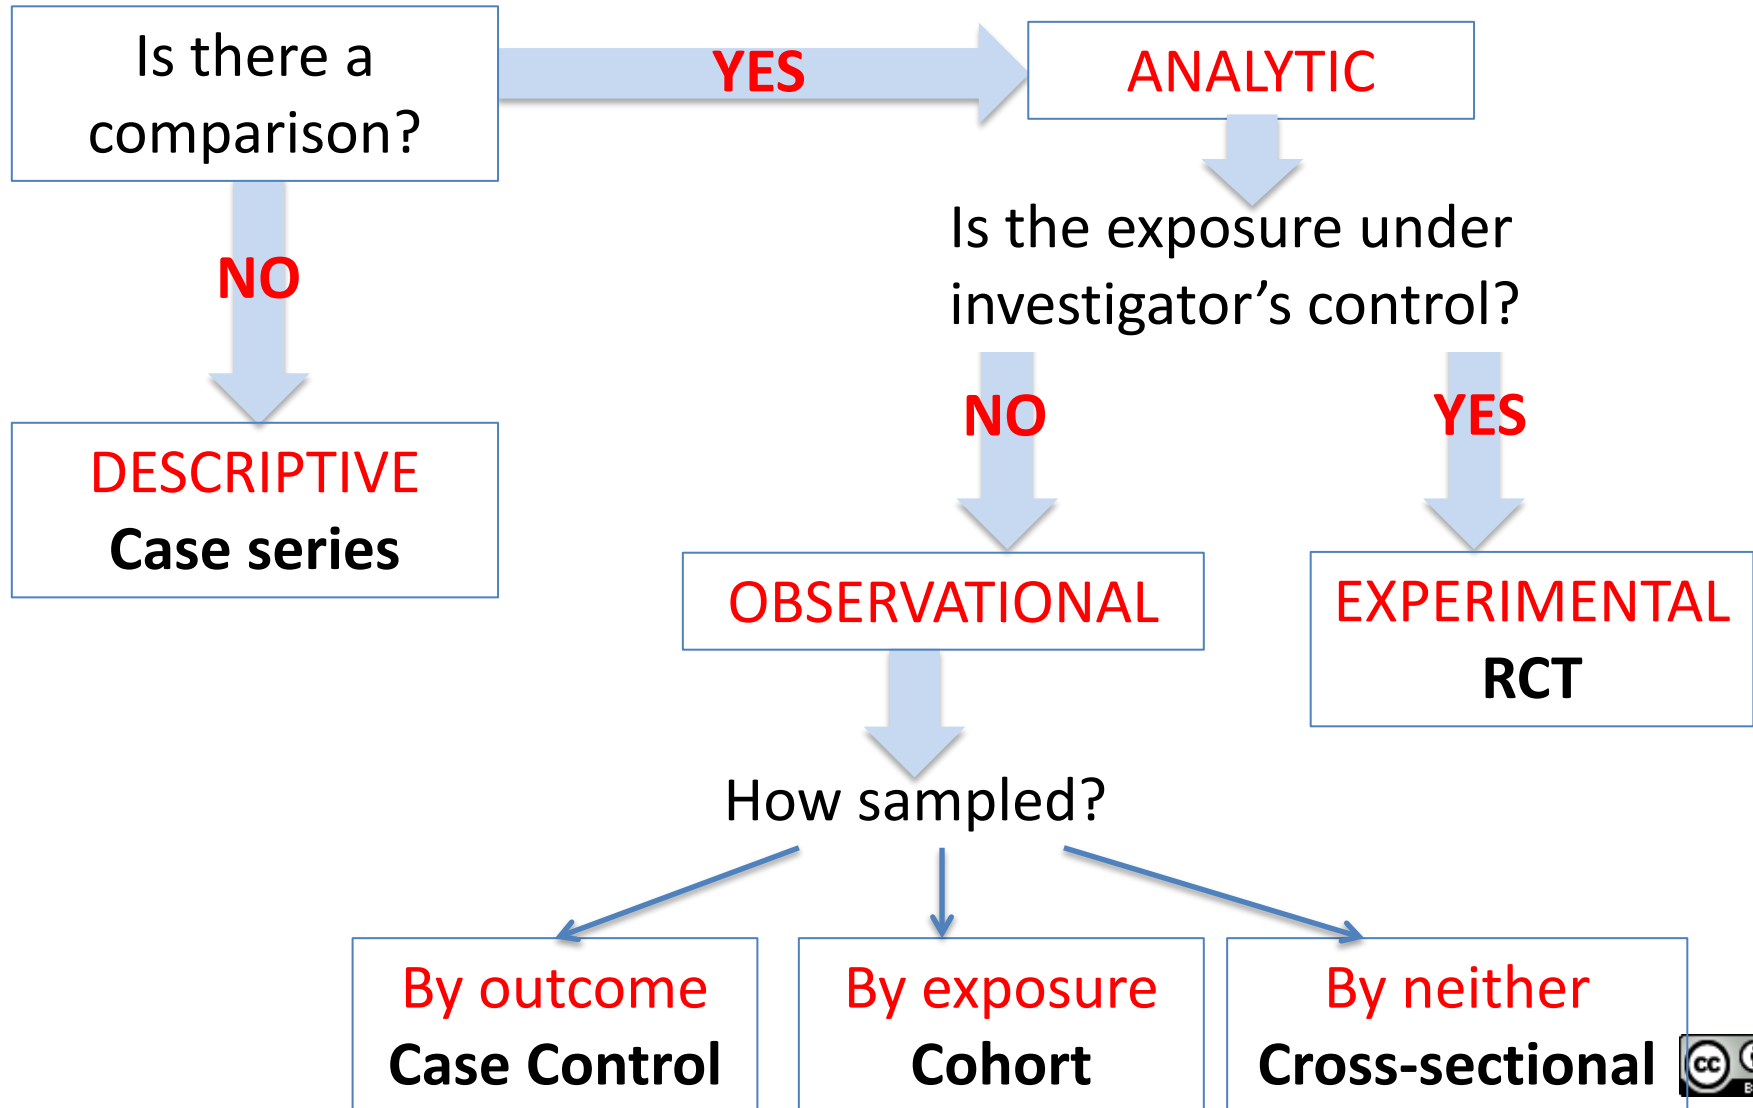 Is there a
comparison?
YES
ANALYTIC
NO
Is the exposure under
investigator’s control?
DESCRIPTIVE
Case series
NO
YES
OBSERVATIONAL
EXPERIMENTAL
RCT
How sampled?
By outcome
Case Control
By exposure
Cohort
By neither
Cross-sectional
cc